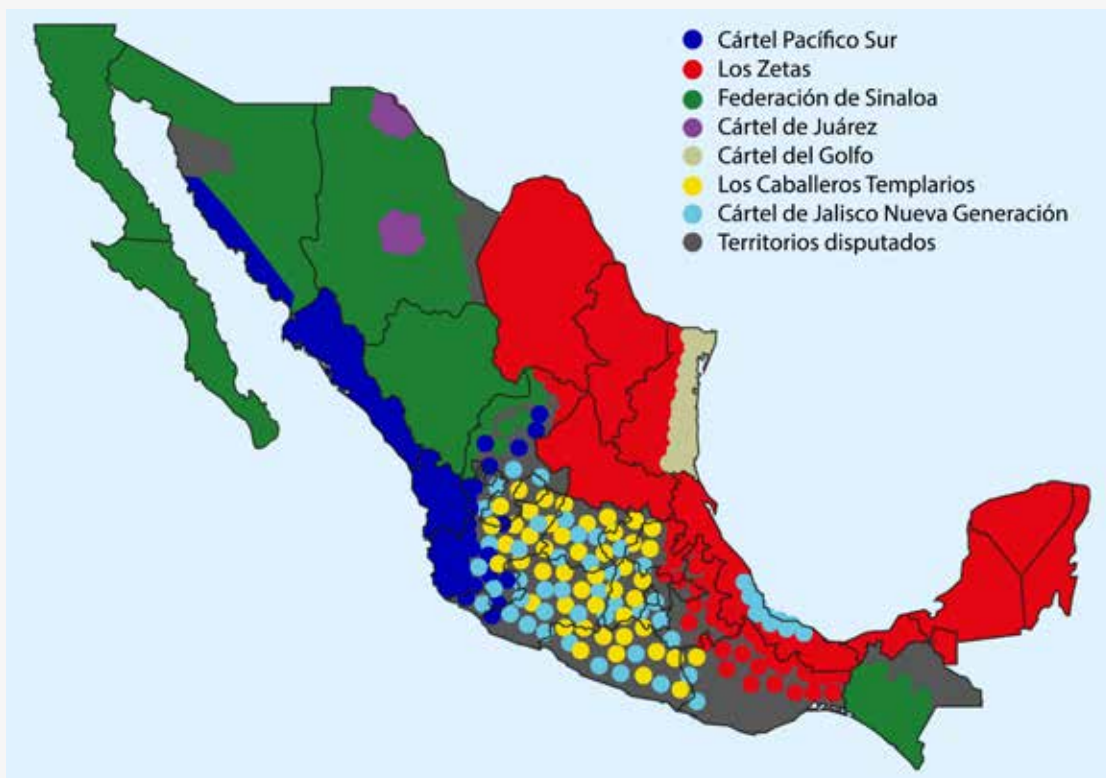 Cártel Pacífico Sur
Los Zetas
Federación de Sinaloa
Cártel de Juárez
Cártel del Golfo
Los Caballeros Templarios
Cártel de Jalisco Nueva Generación
Territorios disputados